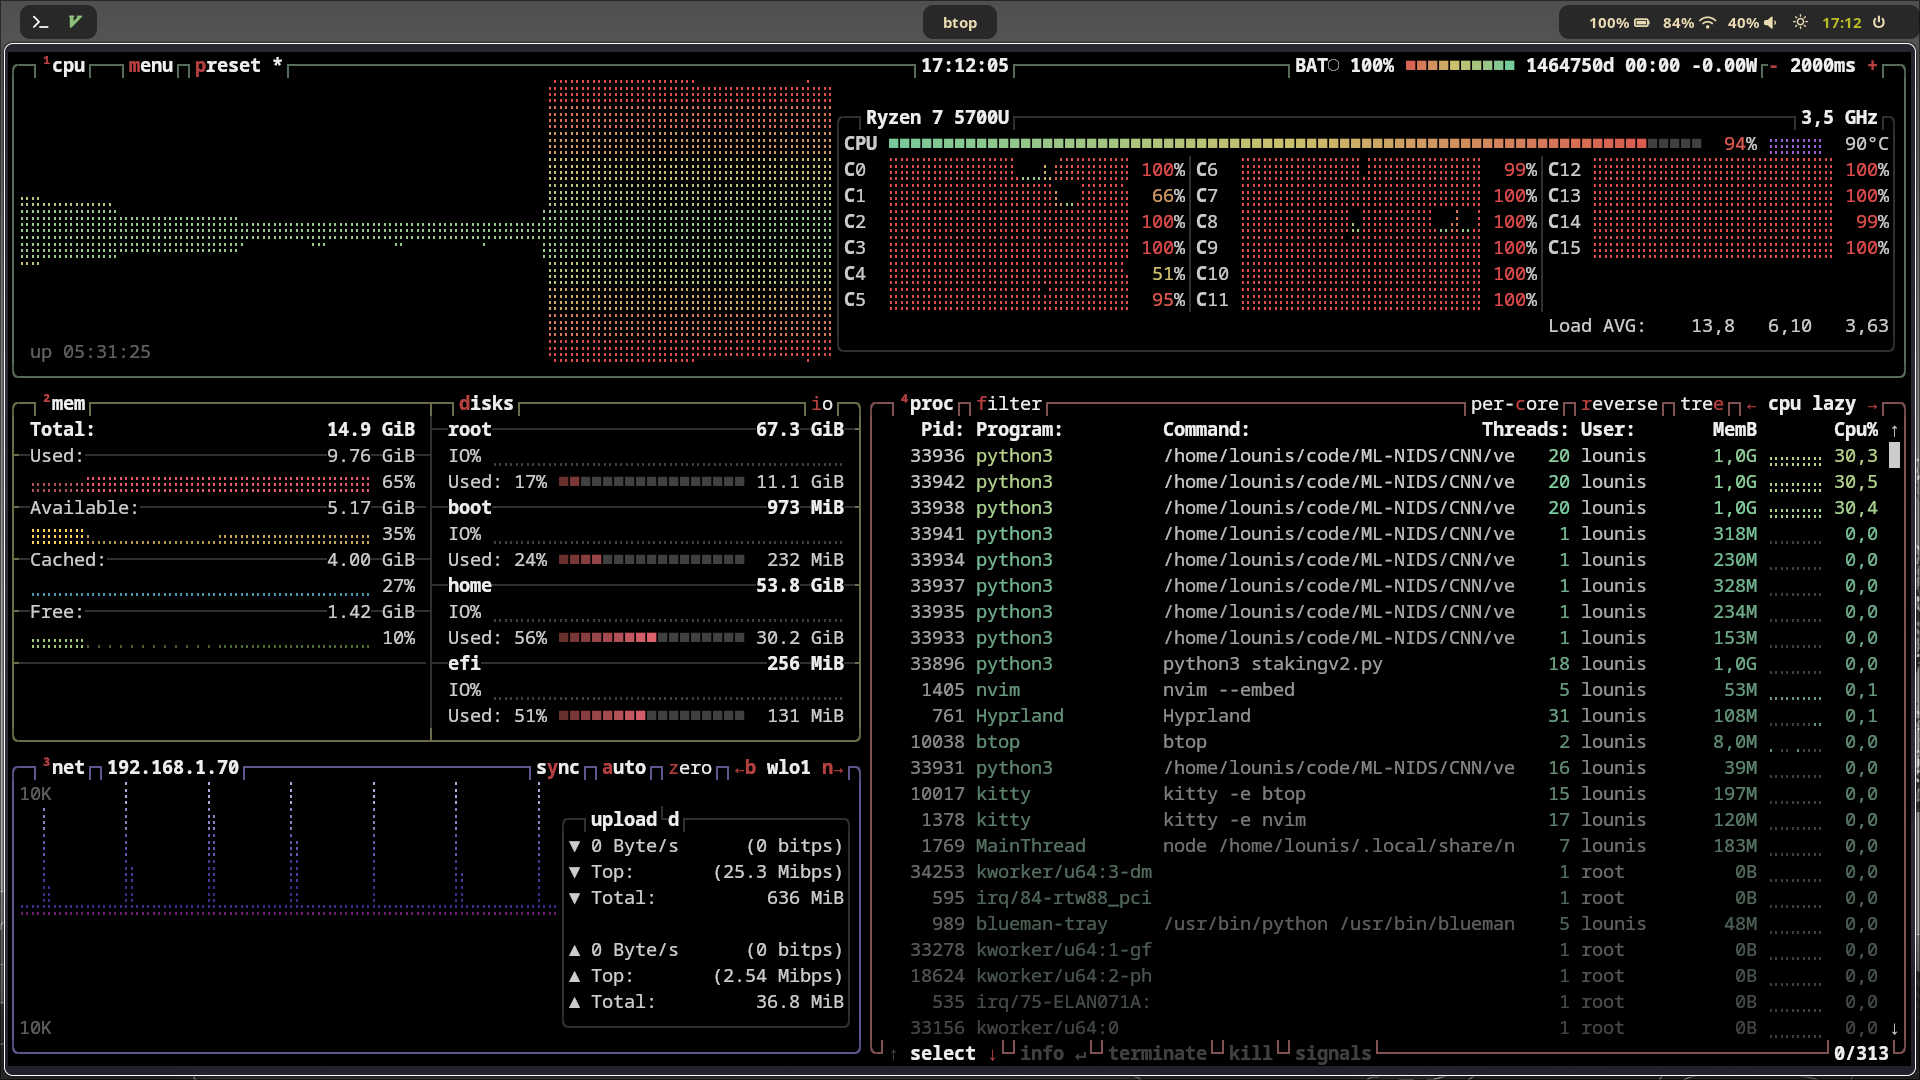 btop
100% 84% 40% 17:12
¹cpu menu preset * 17:12:05 BAT 100% 1464750d 00:00 -0.00W - 2000ms +
Ryzen 7 5700U 3,5 GHz
CPU 94% 90°C
C0 100% C6 99% C12 100%
C1 66% C7 100% C13 100%
C2 100% C8 100% C14 99%
C3 100% C9 100% C15 100%
C4 51% C10 100%
C5 95% C11 100%
Load AVG: 13,8 6,10 3,63
up 05:31:25
²mem
Total: 14.9 GiB
Used: 9.76 GiB
65%
Available: 5.17 GiB
35%
Cached: 4.00 GiB
27%
Free: 1.42 GiB
10%
disks io
root 67.3 GiB
IO%
Used: 17% 11.1 GiB
boot 973 MiB
IO%
Used: 24% 232 MiB
home 53.8 GiB
IO%
Used: 56% 30.2 GiB
efi 256 MiB
IO%
Used: 51% 131 MiB
³net 192.168.1.70 sync auto zero ←b wlo1 n→
10K
upload d
▼ 0 Byte/s (0 bitps)
▼ Top: (25.3 Mibps)
▼ Total: 636 MiB
▲ 0 Byte/s (0 bitps)
▲ Top: (2.54 Mibps)
▲ Total: 36.8 MiB
10K
⁴proc filter per-core reverse tree ← cpu lazy →
Pid: Program: Command: Threads: User: MemB Cpu% ↑
33936 python3 /home/lounis/code/ML-NIDS/CNN/ve 20 lounis 1,0G 30,3
33942 python3 /home/lounis/code/ML-NIDS/CNN/ve 20 lounis 1,0G 30,5
33938 python3 /home/lounis/code/ML-NIDS/CNN/ve 20 lounis 1,0G 30,4
33941 python3 /home/lounis/code/ML-NIDS/CNN/ve 1 lounis 318M 0,0
33934 python3 /home/lounis/code/ML-NIDS/CNN/ve 1 lounis 230M 0,0
33937 python3 /home/lounis/code/ML-NIDS/CNN/ve 1 lounis 328M 0,0
33935 python3 /home/lounis/code/ML-NIDS/CNN/ve 1 lounis 234M 0,0
33933 python3 /home/lounis/code/ML-NIDS/CNN/ve 1 lounis 153M 0,0
33896 python3 python3 stakingv2.py 18 lounis 1,0G 0,0
1405 nvim nvim --embed 5 lounis 53M 0,1
761 Hyprland Hyprland 31 lounis 108M 0,1
10038 btop btop 2 lounis 8,0M 0,0
33931 python3 /home/lounis/code/ML-NIDS/CNN/ve 16 lounis 39M 0,0
10017 kitty kitty -e btop 15 lounis 197M 0,0
1378 kitty kitty -e nvim 17 lounis 120M 0,0
1769 MainThread node /home/lounis/.local/share/n 7 lounis 183M 0,0
34253 kworker/u64:3-dm 1 root 0B 0,0
595 irq/84-rtw88_pci 1 root 0B 0,0
989 blueman-tray /usr/bin/python /usr/bin/blueman 5 lounis 48M 0,0
33278 kworker/u64:1-gf 1 root 0B 0,0
18624 kworker/u64:2-ph 1 root 0B 0,0
535 irq/75-ELAN071A: 1 root 0B 0,0
33156 kworker/u64:0 1 root 0B 0,0 ↓
↑ select ↓ info ↵ terminate kill signals 0/313